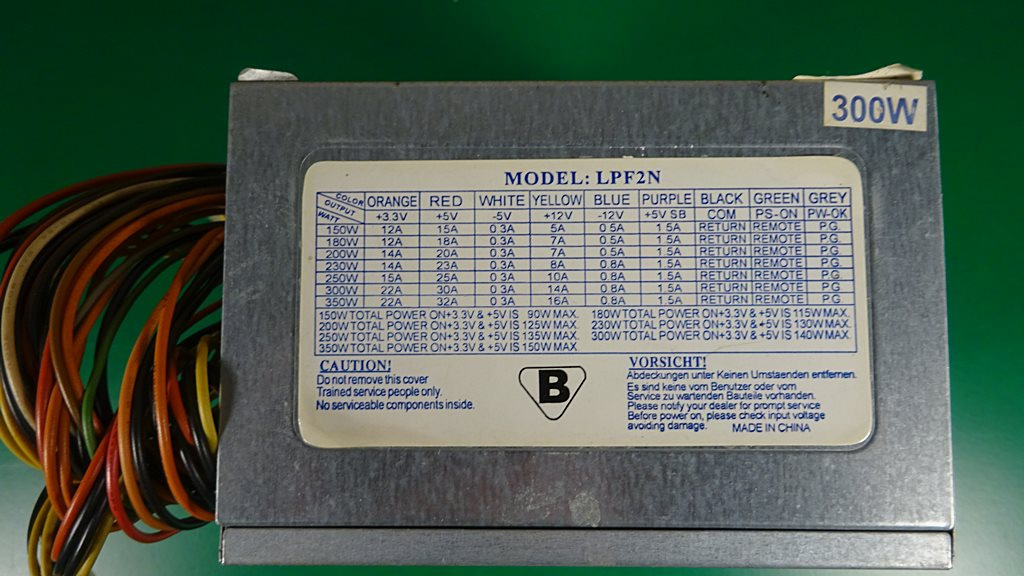 300W
MODEL: LPF2N
COLOR OUTPUT WATT ORANGE RED WHITE YELLOW BLUE PURPLE BLACK GREEN GREY
+3.3V +5V -5V +12V -12V +5V SB COM PS-ON PW-OK
150W 12A 15A 0.3A 5A 0.5A 1.5A RETURN REMOTE P.G.
180W 12A 18A 0.3A 7A 0.5A 1.5A RETURN REMOTE P.G.
200W 14A 20A 0.3A 7A 0.5A 1.5A RETURN REMOTE P.G.
230W 14A 23A 0.3A 8A 0.8A 1.5A RETURN REMOTE P.G.
250W 15A 25A 0.3A 10A 0.8A 1.5A RETURN REMOTE P.G.
300W 22A 30A 0.3A 14A 0.8A 1.5A RETURN REMOTE P.G.
350W 22A 32A 0.3A 16A 0.8A 1.5A RETURN REMOTE P.G.
150W TOTAL POWER ON+3.3V & +5V IS 90W MAX. 180W TOTAL POWER ON+3.3V & +5V IS 115W MAX.
200W TOTAL POWER ON+3.3V & +5V IS 125W MAX. 230W TOTAL POWER ON+3.3V & +5V IS 130W MAX.
250W TOTAL POWER ON+3.3V & +5V IS 135W MAX. 300W TOTAL POWER ON+3.3V & +5V IS 140W MAX.
350W TOTAL POWER ON+3.3V & +5V IS 150W MAX.
CAUTION!
Do not remove this cover
Trained service people only.
No serviceable components inside.
B
VORSICHT!
Abdeckungen unter Keinen Umstaenden entfernen.
Es sind keine vom Benutzer oder vom
Service zu wartenden Bauteile vorhanden.
Please notify your dealer for prompt service
Before power on, please check input voltage
avoiding damage. MADE IN CHINA